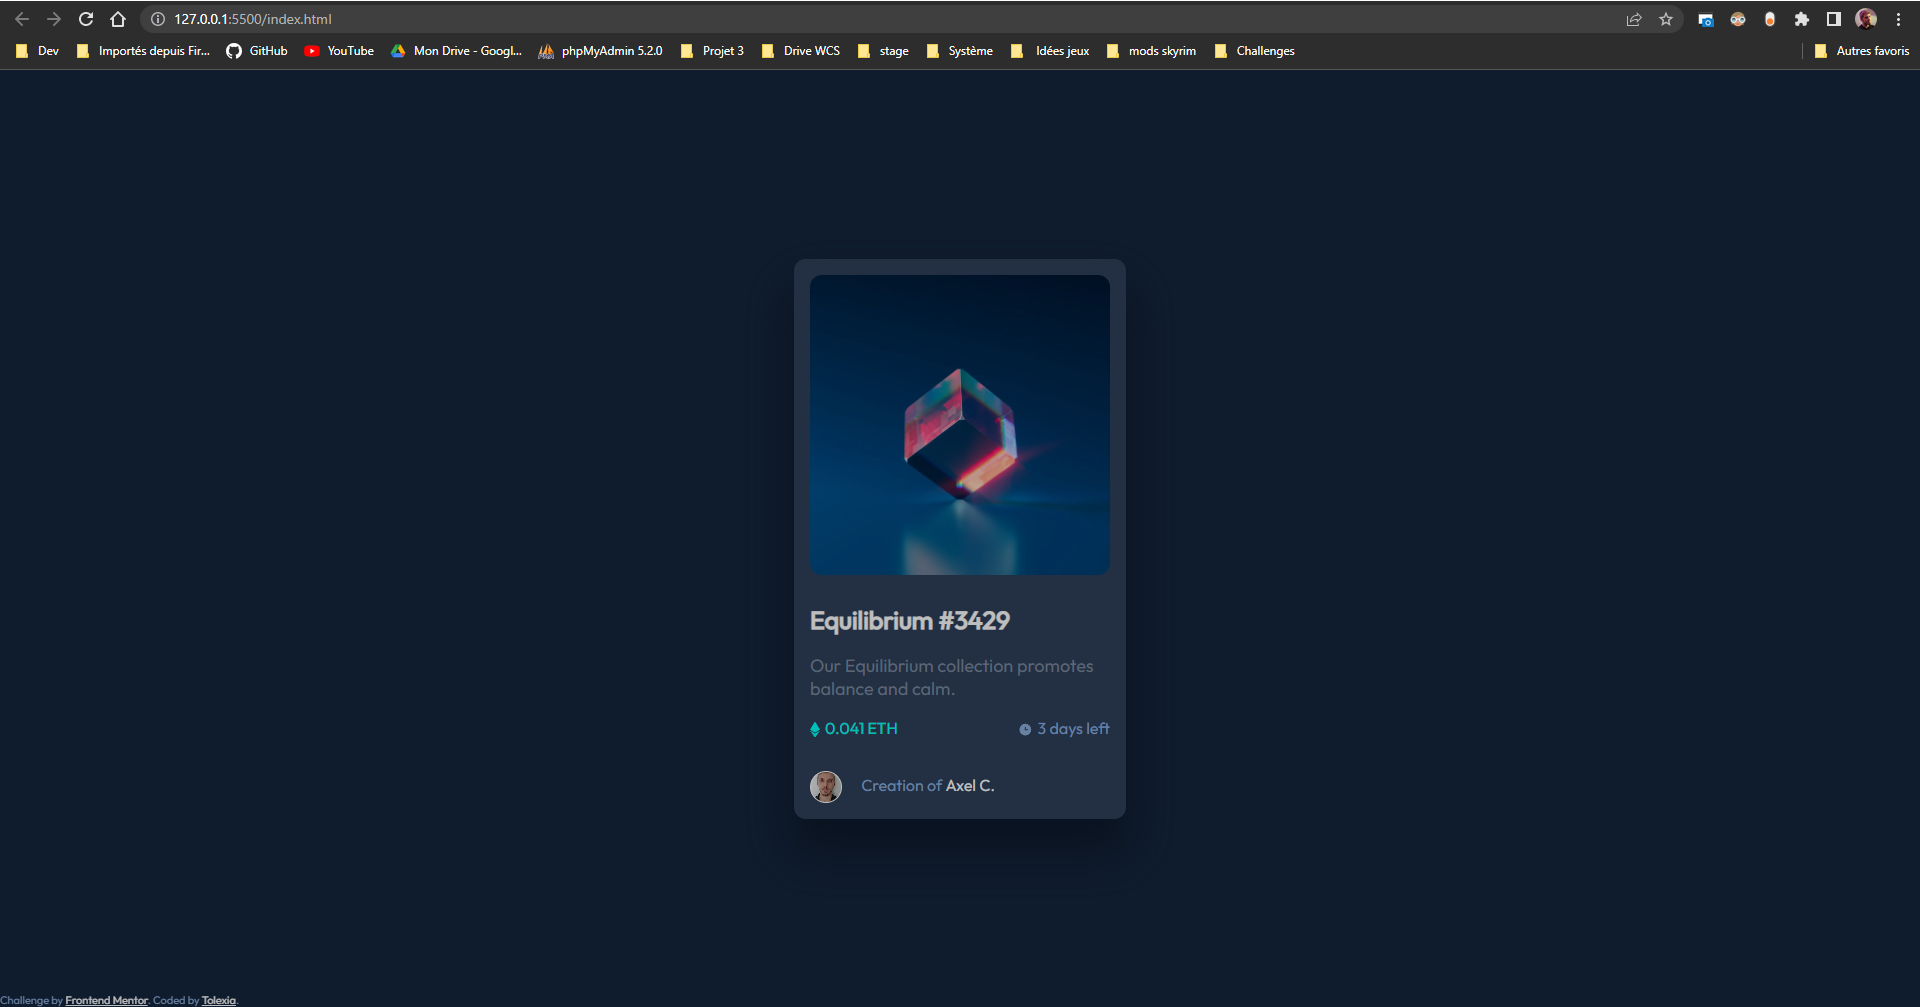 127.0.0.1:5500/index.html
Dev Importés depuis Fir... GitHub YouTube Mon Drive - Googl... phpMyAdmin 5.2.0 Projet 3 Drive WCS stage Système Idées jeux mods skyrim Challenges Autres favoris
Equilibrium #3429
Our Equilibrium collection promotes
balance and calm.
0.041 ETH 3 days left
Creation of Axel C.
Challenge by Frontend Mentor. Coded by Tolexia.